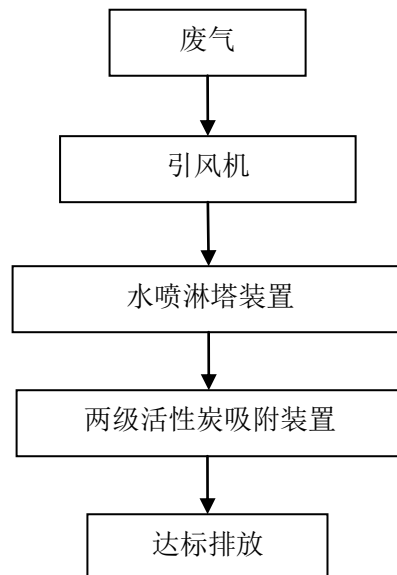 废气
引风机
水喷淋塔装置
两级活性炭吸附装置
达标排放